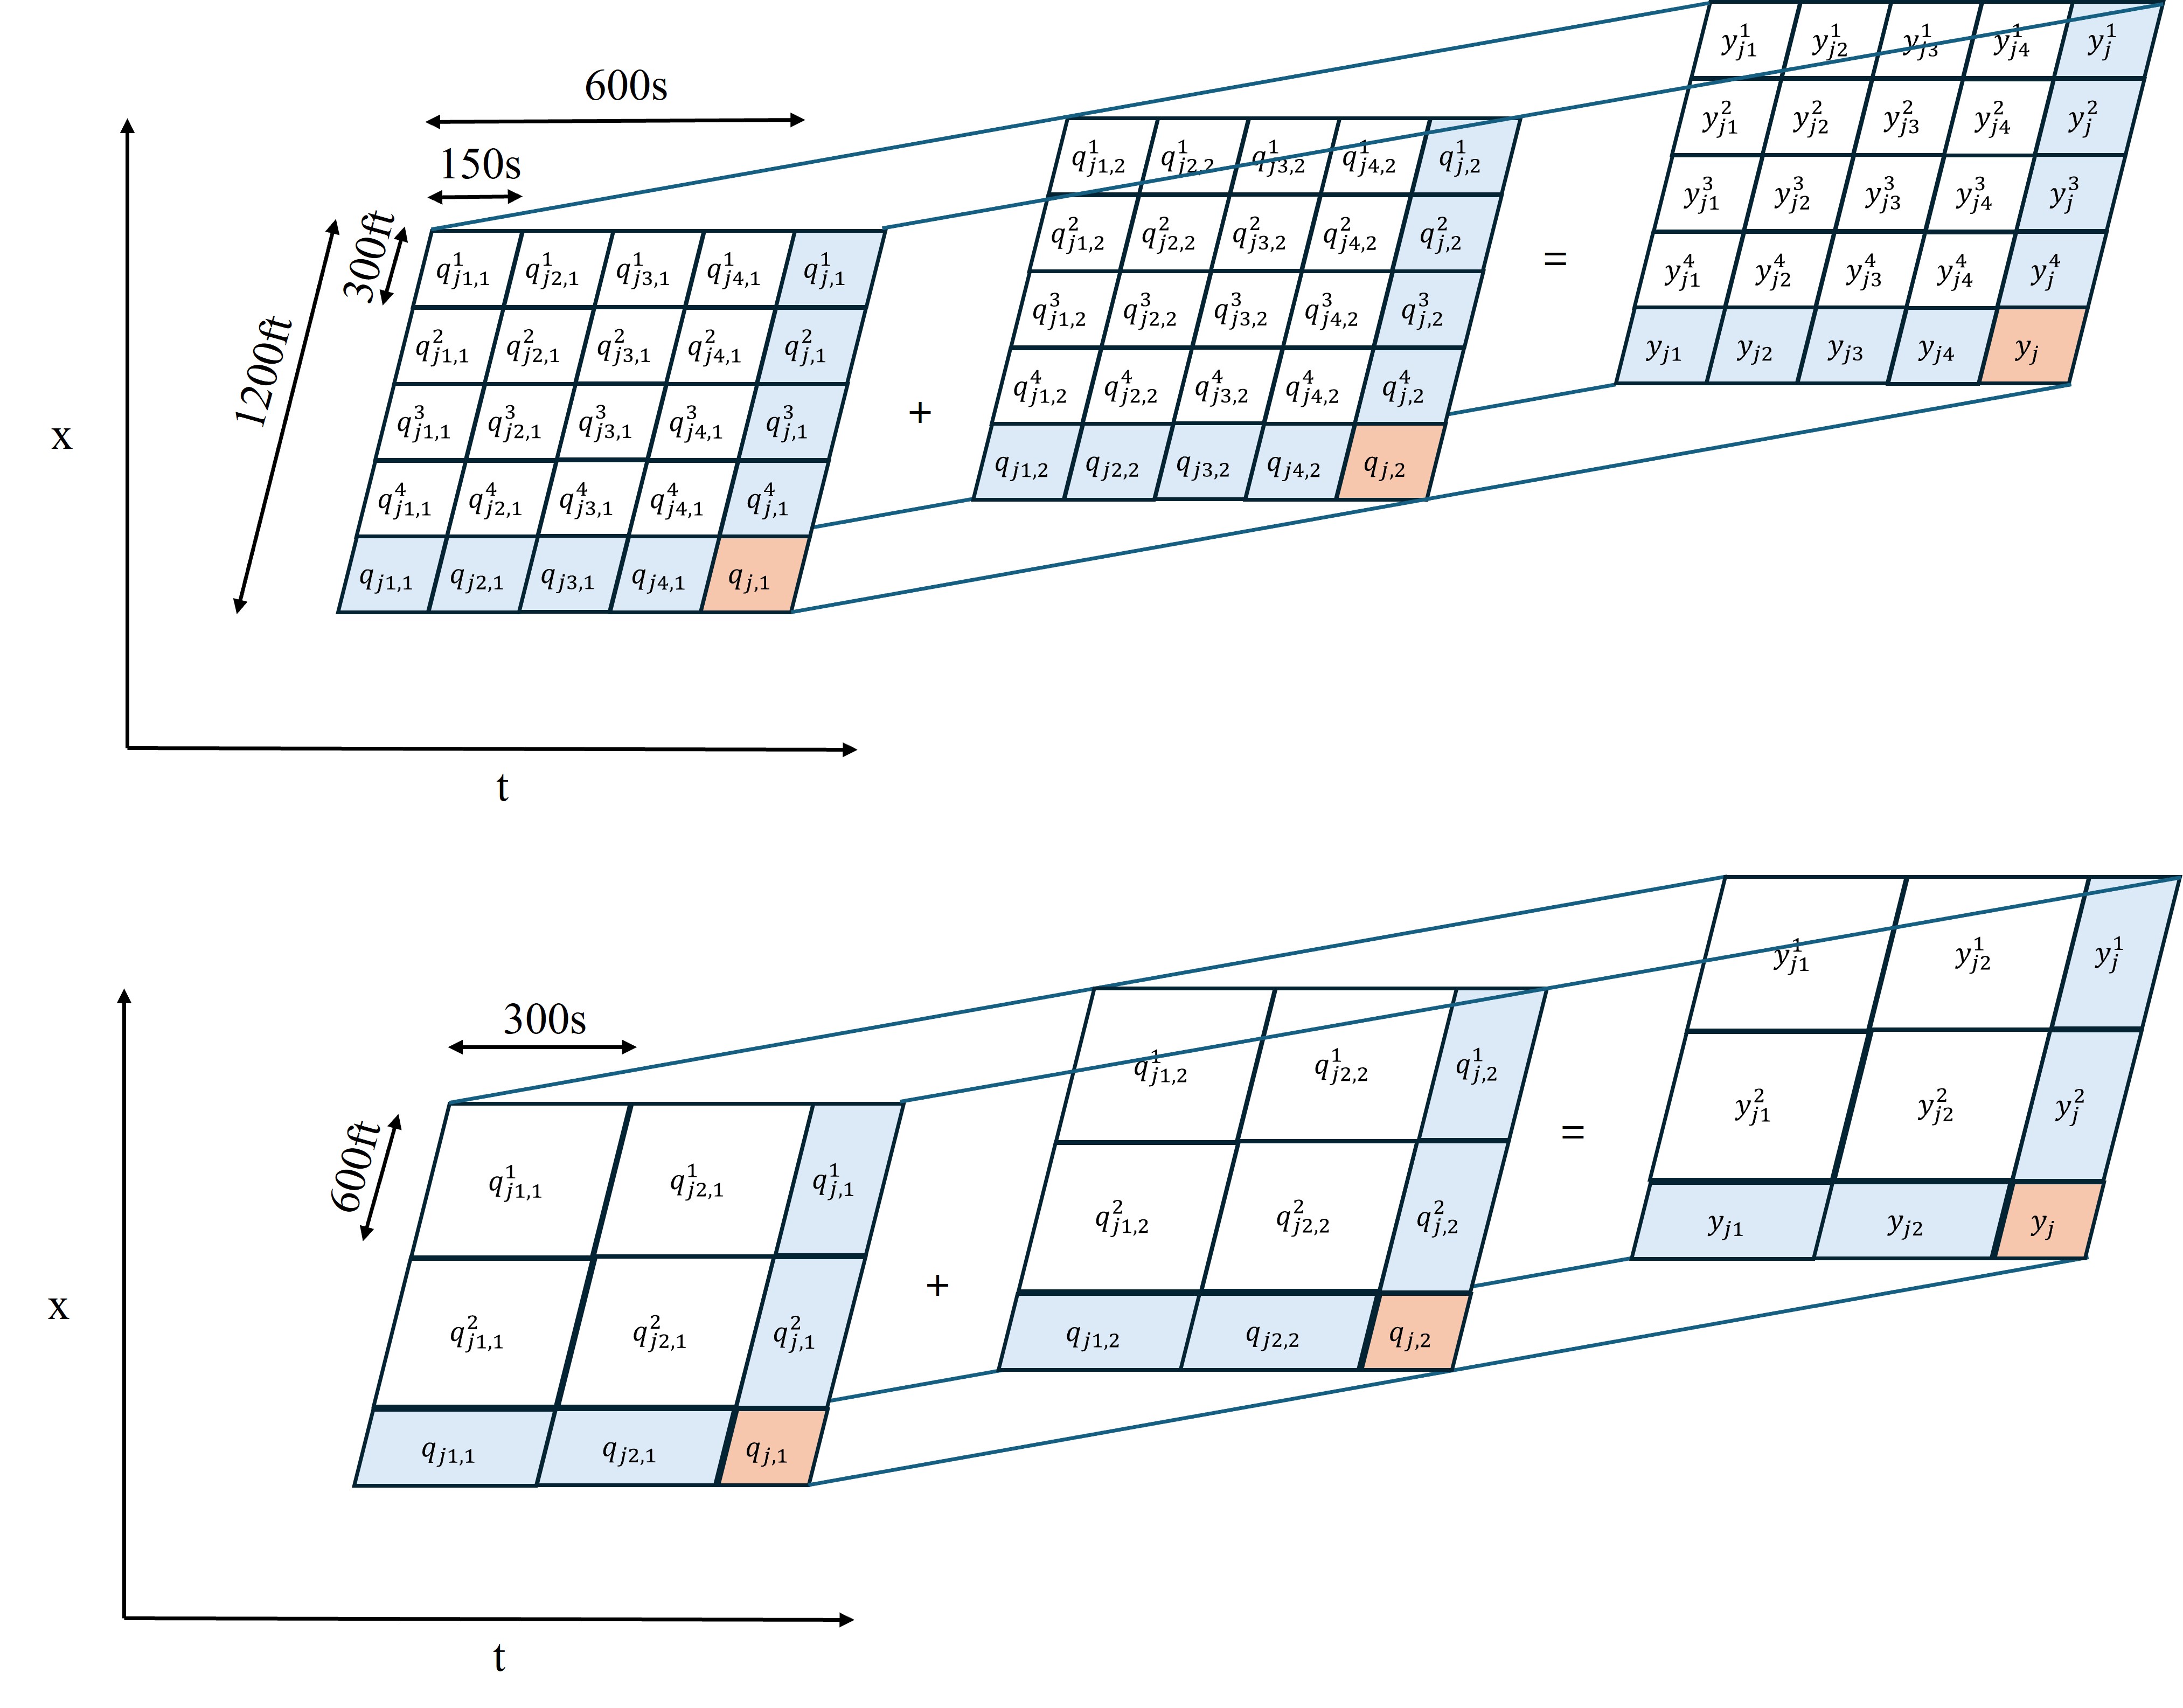 600s
150s
300ft
1200ft
x
t
q^1_{j1,1} q^1_{j2,1} q^1_{j3,1} q^1_{j4,1} q^1_{j,1}
q^2_{j1,1} q^2_{j2,1} q^2_{j3,1} q^2_{j4,1} q^2_{j,1}
q^3_{j1,1} q^3_{j2,1} q^3_{j3,1} q^3_{j4,1} q^3_{j,1}
q^4_{j1,1} q^4_{j2,1} q^4_{j3,1} q^4_{j4,1} q^4_{j,1}
q_{j1,1} q_{j2,1} q_{j3,1} q_{j4,1} q_{j,1}
+
q^1_{j1,2} q^1_{j2,2} q^1_{j3,2} q^1_{j4,2} q^1_{j,2}
q^2_{j1,2} q^2_{j2,2} q^2_{j3,2} q^2_{j4,2} q^2_{j,2}
q^3_{j1,2} q^3_{j2,2} q^3_{j3,2} q^3_{j4,2} q^3_{j,2}
q^4_{j1,2} q^4_{j2,2} q^4_{j3,2} q^4_{j4,2} q^4_{j,2}
q_{j1,2} q_{j2,2} q_{j3,2} q_{j4,2} q_{j,2}
=
y^1_{j1} y^1_{j2} y^1_{j3} y^1_{j4} y^1_j
y^2_{j1} y^2_{j2} y^2_{j3} y^2_{j4} y^2_j
y^3_{j1} y^3_{j2} y^3_{j3} y^3_{j4} y^3_j
y^4_{j1} y^4_{j2} y^4_{j3} y^4_{j4} y^4_j
y_{j1} y_{j2} y_{j3} y_{j4} y_j
300s
600ft
x
t
q^1_{j1,1} q^1_{j2,1} q^1_{j,1}
q^2_{j1,1} q^2_{j2,1} q^2_{j,1}
q_{j1,1} q_{j2,1} q_{j,1}
+
q^1_{j1,2} q^1_{j2,2} q^1_{j,2}
q^2_{j1,2} q^2_{j2,2} q^2_{j,2}
q_{j1,2} q_{j2,2} q_{j,2}
=
y^1_{j1} y^1_{j2} y^1_j
y^2_{j1} y^2_{j2} y^2_j
y_{j1} y_{j2} y_j